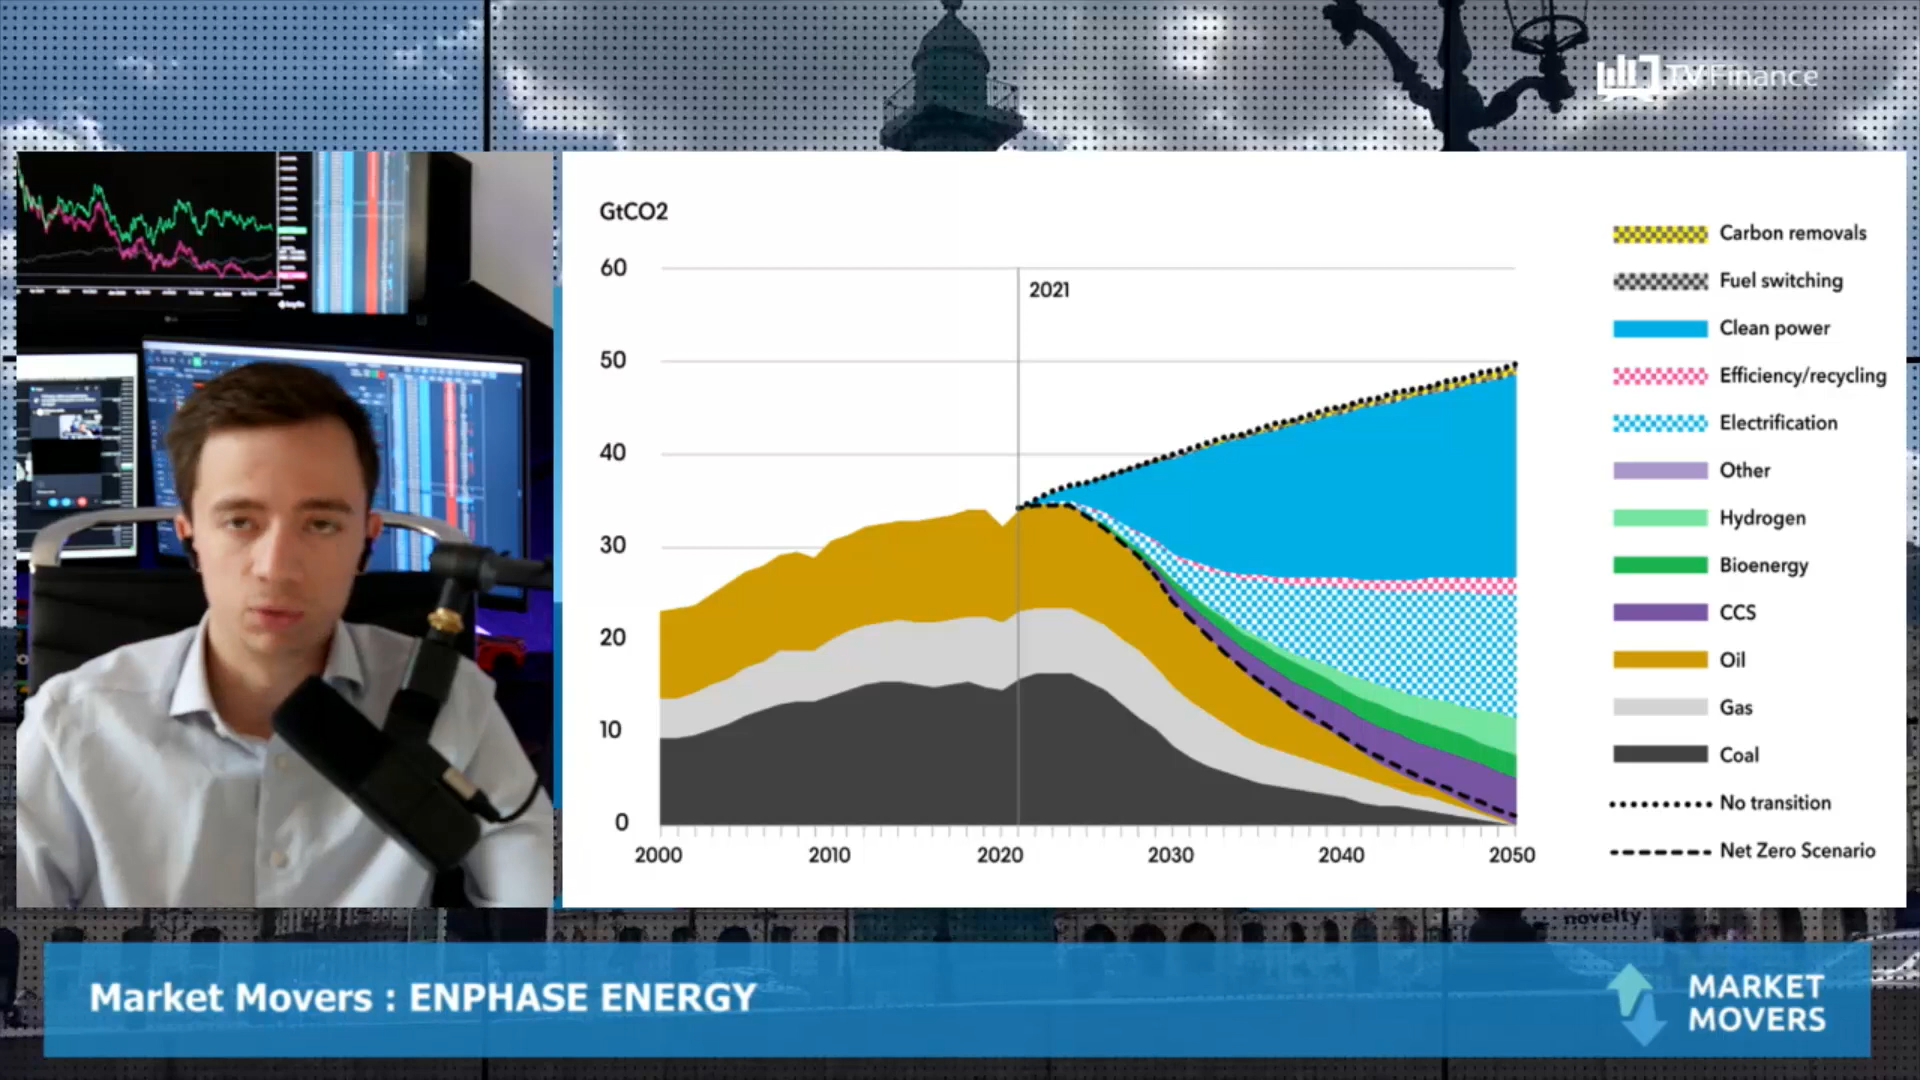 TVFinance
GtCO2
60
50
40
30
20
10
0
2021
2000
2010
2020
2030
2040
2050
Carbon removals
Fuel switching
Clean power
Efficiency/recycling
Electrification
Other
Hydrogen
Bioenergy
CCS
Oil
Gas
Coal
No transition
Net Zero Scenario
novelty
Market Movers : ENPHASE ENERGY
MARKET
MOVERS